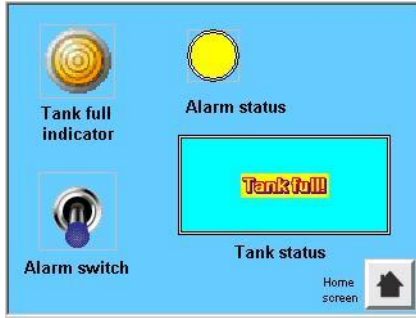 Tank full
indicator
Alarm status
Tank full!
Alarm switch
Tank status
Home
screen